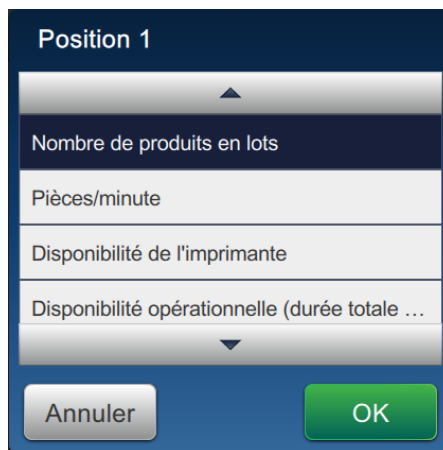 Position 1
Nombre de produits en lots
Pièces/minute
Disponibilité de l'imprimante
Disponibilité opérationnelle (durée totale ...
Annuler
OK